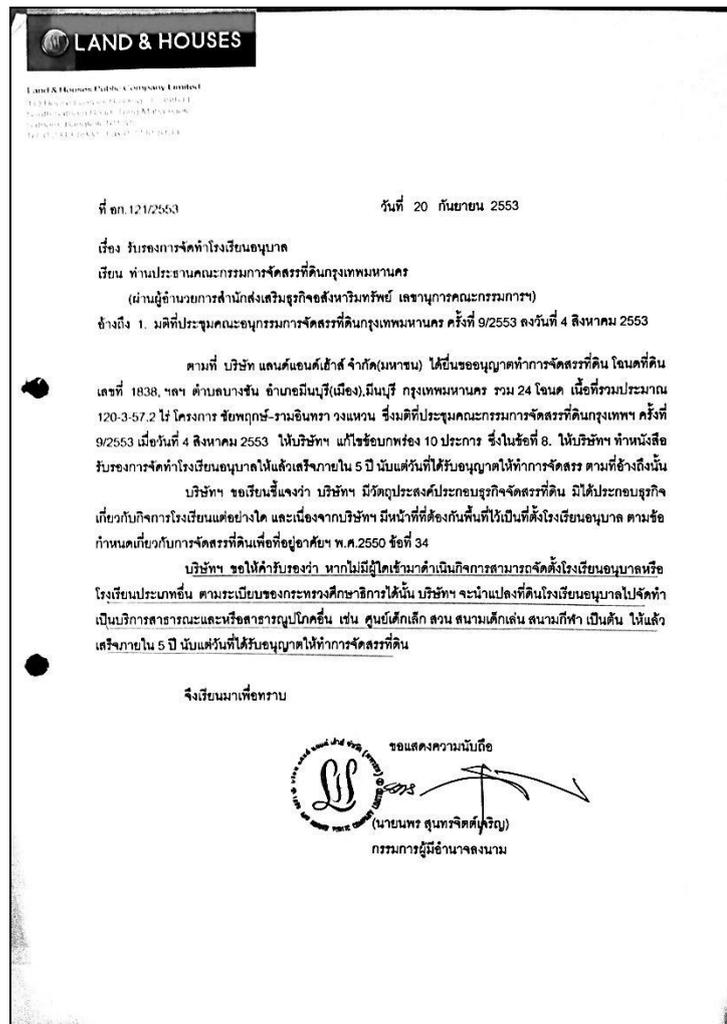 LAND & HOUSES
Land & Houses Public Company Limited
ที่ อก.121/2553
วันที่ 20 กันยายน 2553
เรื่อง รับรองการจัดทำโรงเรียนอนุบาล
เรียน ท่านประธานคณะกรรมการจัดสรรที่ดินกรุงเทพมหานคร
(ผ่านผู้อำนวยการสำนักส่งเสริมธุรกิจอสังหาริมทรัพย์ เลขานุการคณะกรรมการฯ)
อ้างถึง 1. มติที่ประชุมคณะอนุกรรมการจัดสรรที่ดินกรุงเทพมหานคร ครั้งที่ 9/2553 ลงวันที่ 4 สิงหาคม 2553
ตามที่ บริษัท แลนด์แอนด์เฮ้าส์ จำกัด(มหาชน) ได้ยื่นขออนุญาตทำการจัดสรรที่ดิน โฉนดที่ดิน
เลขที่ 1838, ฯลฯ ตำบลบางชัน อำเภอมีนบุรี(เมือง),มีนบุรี กรุงเทพมหานคร รวม 24 โฉนด เนื้อที่รวมประมาณ
120-3-57.2 ไร่ โครงการ ชัยพฤกษ์-รามอินทรา วงแหวน ซึ่งมติที่ประชุมคณะกรรมการจัดสรรที่ดินกรุงเทพฯ ครั้งที่
9/2553 เมื่อวันที่ 4 สิงหาคม 2553 ให้บริษัทฯ แก้ไขข้อบกพร่อง 10 ประการ ซึ่งในข้อที่ 8. ให้บริษัทฯ ทำหนังสือ
รับรองการจัดทำโรงเรียนอนุบาลให้แล้วเสร็จภายใน 5 ปี นับแต่วันที่ได้รับอนุญาตให้ทำการจัดสรร ตามที่อ้างถึงนั้น
บริษัทฯ ขอเรียนชี้แจงว่า บริษัทฯ มีวัตถุประสงค์ประกอบธุรกิจจัดสรรที่ดิน มิได้ประกอบธุรกิจ
เกี่ยวกับกิจการโรงเรียนแต่อย่างใด และเนื่องจากบริษัทฯ มีหน้าที่ที่ต้องกันพื้นที่ไว้เป็นที่ตั้งโรงเรียนอนุบาล ตามข้อ
กำหนดเกี่ยวกับการจัดสรรที่ดินเพื่อที่อยู่อาศัยฯ พ.ศ.2550 ข้อที่ 34
บริษัทฯ ขอให้คำรับรองว่า หากไม่มีผู้ใดเข้ามาดำเนินกิจการสามารถจัดตั้งโรงเรียนอนุบาลหรือ
โรงเรียนประเภทอื่น ตามระเบียบของกระทรวงศึกษาธิการได้นั้น บริษัทฯ จะนำแปลงที่ดินโรงเรียนอนุบาลไปจัดทำ
เป็นบริการสาธารณะและหรือสาธารณูปโภคอื่น เช่น ศูนย์เด็กเล็ก สวน สนามเด็กเล่น สนามกีฬา เป็นต้น ให้แล้ว
เสร็จภายใน 5 ปี นับแต่วันที่ได้รับอนุญาตให้ทำการจัดสรรที่ดิน
จึงเรียนมาเพื่อทราบ
ขอแสดงความนับถือ
(นายนพร สุนทรจิตต์เจริญ)
กรรมการผู้มีอำนาจลงนาม